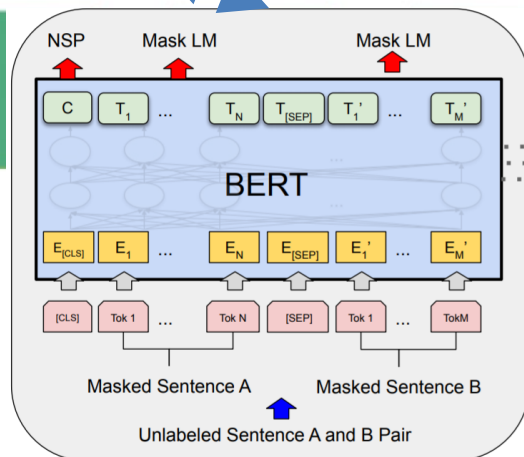 NSP Mask LM Mask LM
C T1 ... TN T[SEP] T1' ... TM'
...
BERT
...
E[CLS] E1 ... EN E[SEP] E1' ... EM'
[CLS] Tok 1 ... Tok N [SEP] Tok 1 ... TokM
Masked Sentence A Masked Sentence B
Unlabeled Sentence A and B Pair